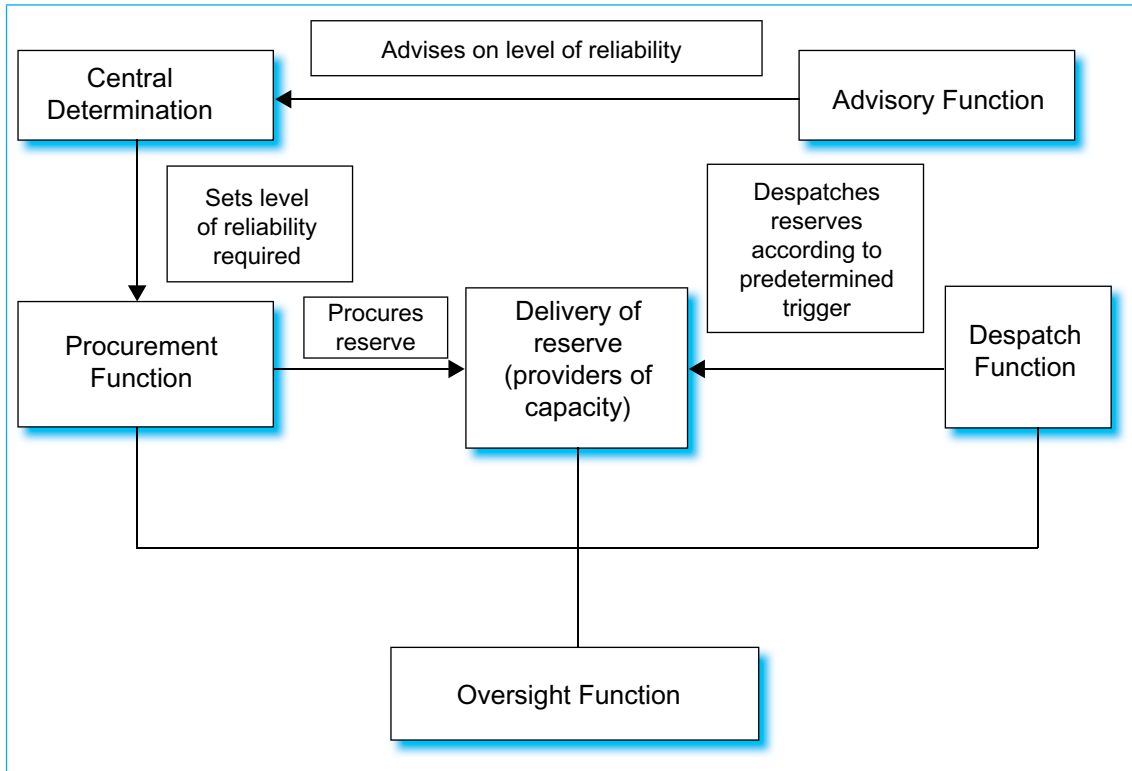 Advises on level of reliability
Central
Determination
Advisory Function
Sets level
of reliability
required
Despatches
reserves
according to
predetermined
trigger
Procurement
Function
Procures
reserve
Delivery of
reserve
(providers of
capacity)
Despatch
Function
Oversight Function